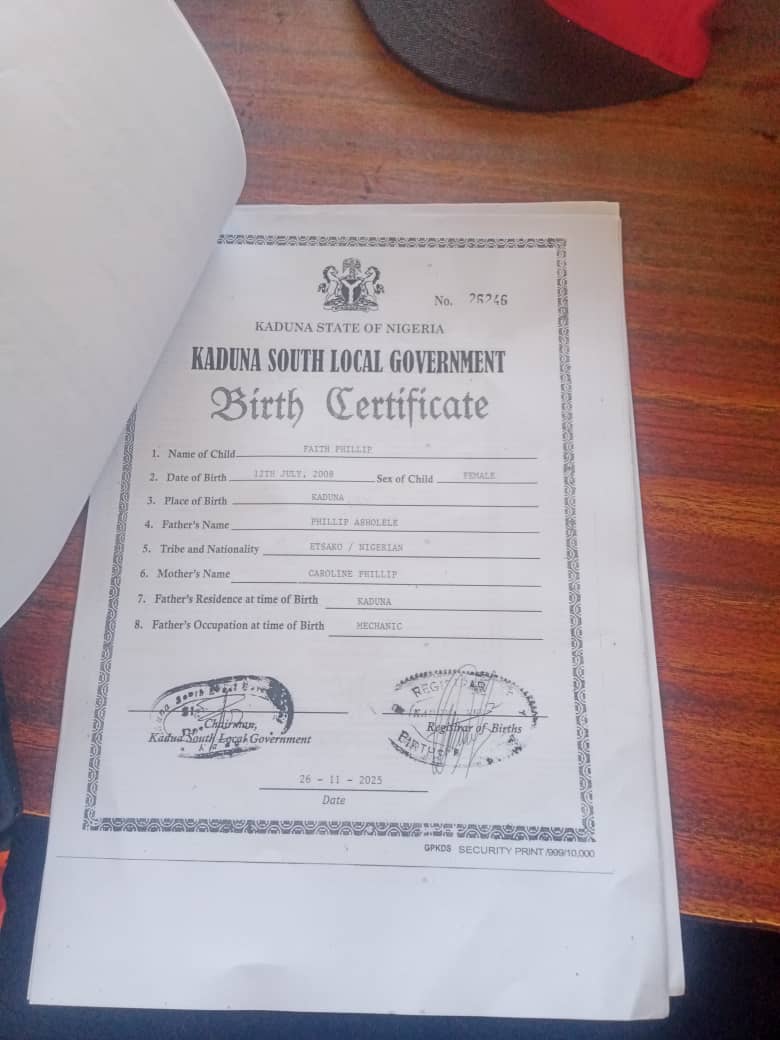 No. 26246
KADUNA STATE OF NIGERIA
KADUNA SOUTH LOCAL GOVERNMENT
Birth Certificate
1. Name of Child FAITH PHILLIP
2. Date of Birth 12TH JULY, 2008 Sex of Child FEMALE
3. Place of Birth KADUNA
4. Father's Name PHILLIP ASHOLELE
5. Tribe and Nationality ETSAKO / NIGERIAN
6. Mother's Name CAROLINE PHILLIP
7. Father's Residence at time of Birth KADUNA
8. Father's Occupation at time of Birth MECHANIC
REGISTRAR
BIRTHS
Chairman,
Kadua South Local Government
Registrar of Births
26 - 11 - 2025
Date
GPKDS SECURITY PRINT /999/10,000